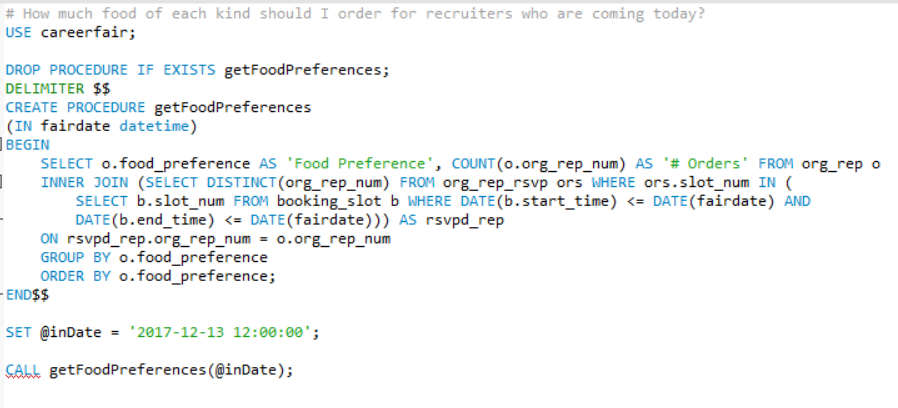 # How much food of each kind should I order for recruiters who are coming today?
USE careerfair;
DROP PROCEDURE IF EXISTS getFoodPreferences;
DELIMITER $$
CREATE PROCEDURE getFoodPreferences
(IN fairdate datetime)
BEGIN
SELECT o.food_preference AS 'Food Preference', COUNT(o.org_rep_num) AS '# Orders' FROM org_rep o
INNER JOIN (SELECT DISTINCT(org_rep_num) FROM org_rep_rsvp ors WHERE ors.slot_num IN (
SELECT b.slot_num FROM booking_slot b WHERE DATE(b.start_time) <= DATE(fairdate) AND
DATE(b.end_time) <= DATE(fairdate))) AS rsvpd_rep
ON rsvpd_rep.org_rep_num = o.org_rep_num
GROUP BY o.food_preference
ORDER BY o.food_preference;
END$$
SET @inDate = '2017-12-13 12:00:00';
CALL getFoodPreferences(@inDate);